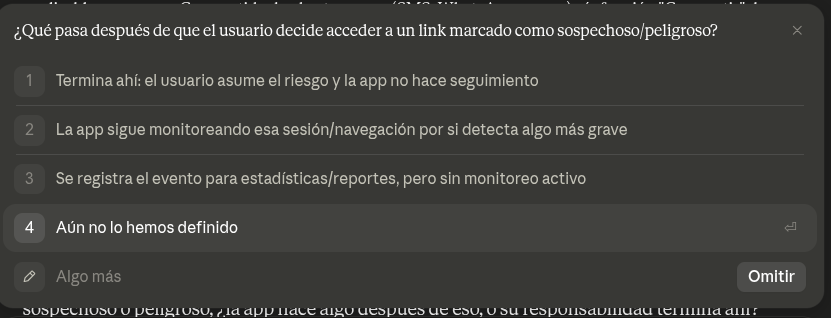 ¿Qué pasa después de que el usuario decide acceder a un link marcado como sospechoso/peligroso?
1 Termina ahí: el usuario asume el riesgo y la app no hace seguimiento
2 La app sigue monitoreando esa sesión/navegación por si detecta algo más grave
3 Se registra el evento para estadísticas/reportes, pero sin monitoreo activo
4 Aún no lo hemos definido
Algo más
Omitir
sospechoso o peligroso, ¿la app hace algo después de eso, o su responsabilidad termina ahí?